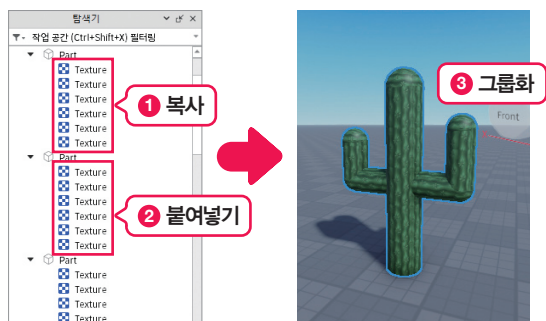 탐색기
작업 공간 (Ctrl+Shift+X) 필터링
Part
Texture
Texture
Texture
Texture
Texture
Texture
1 복사
Part
Texture
Texture
Texture
Texture
Texture
Texture
2 붙여넣기
Part
Texture
Texture
Texture
Texture
3 그룹화
Front